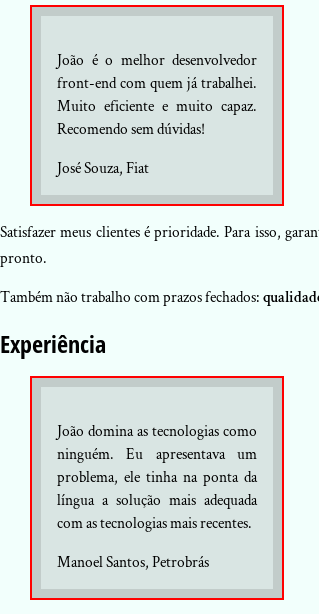 João é o melhor desenvolvedor
front-end com quem já trabalhei.
Muito eficiente e muito capaz.
Recomendo sem dúvidas!
José Souza, Fiat
Satisfazer meus clientes é prioridade. Para isso, garan
pronto.
Também não trabalho com prazos fechados: qualidad
Experiência
João domina as tecnologias como
ninguém. Eu apresentava um
problema, ele tinha na ponta da
língua a solução mais adequada
com as tecnologias mais recentes.
Manoel Santos, Petrobrás